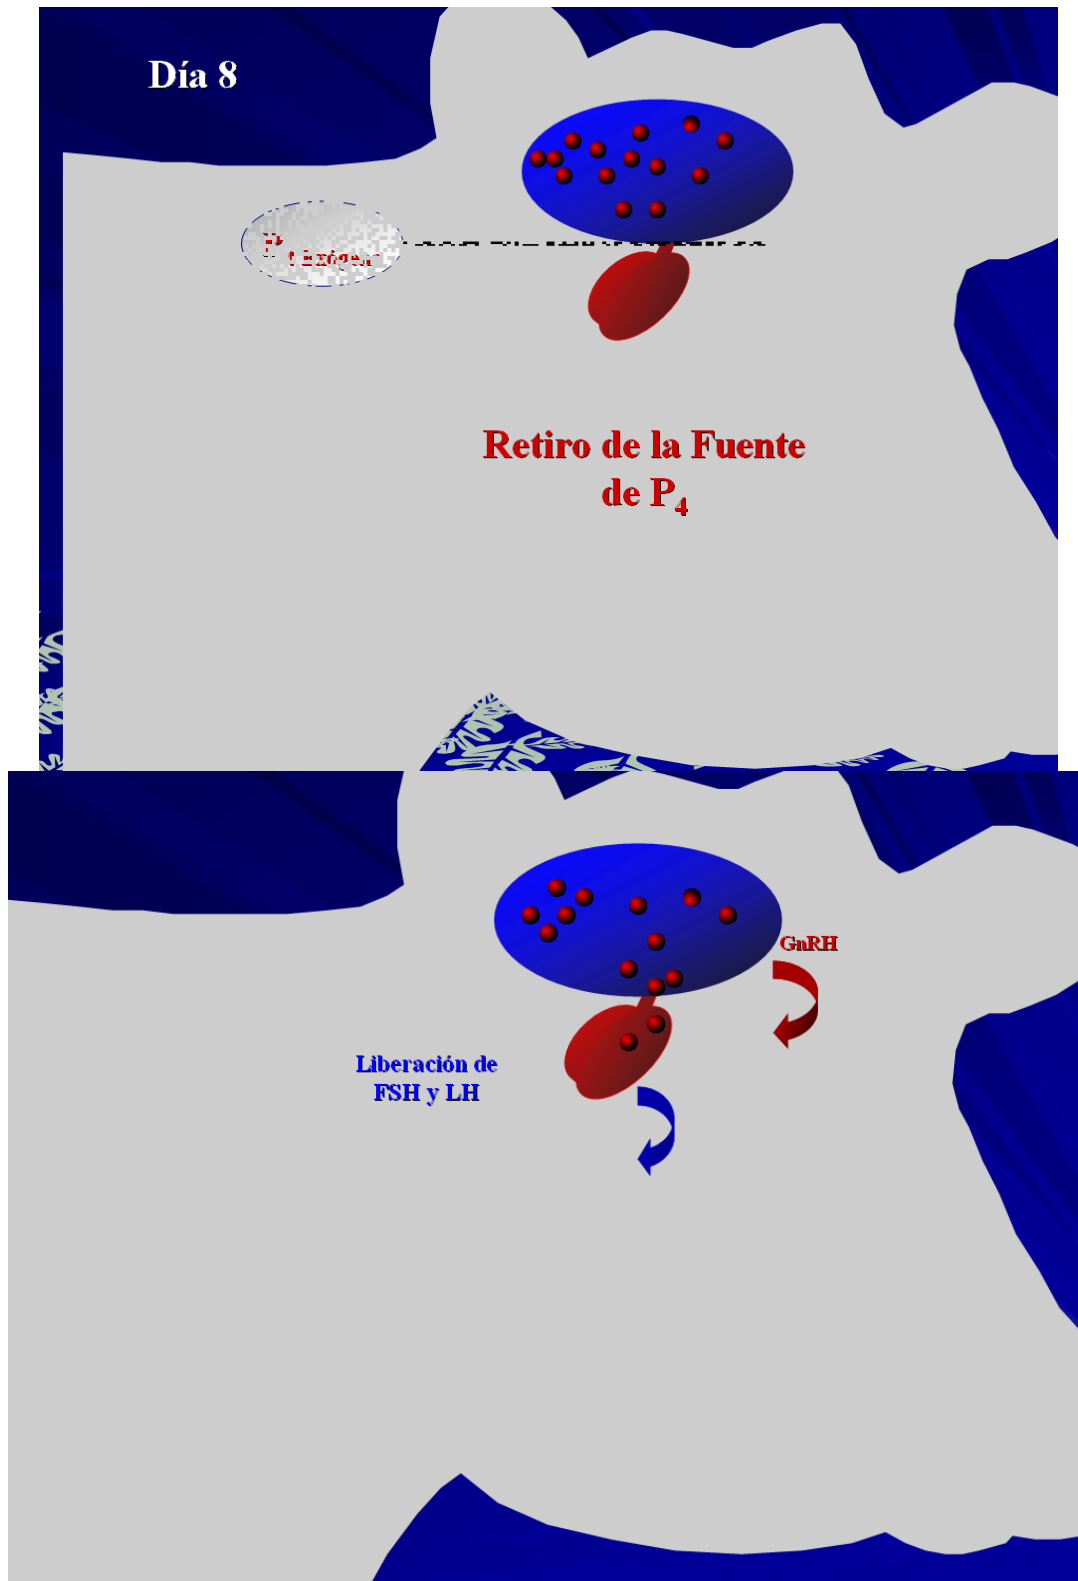 Día 8
Retiro de la Fuente
de P4
GnRH
Liberación de
FSH y LH